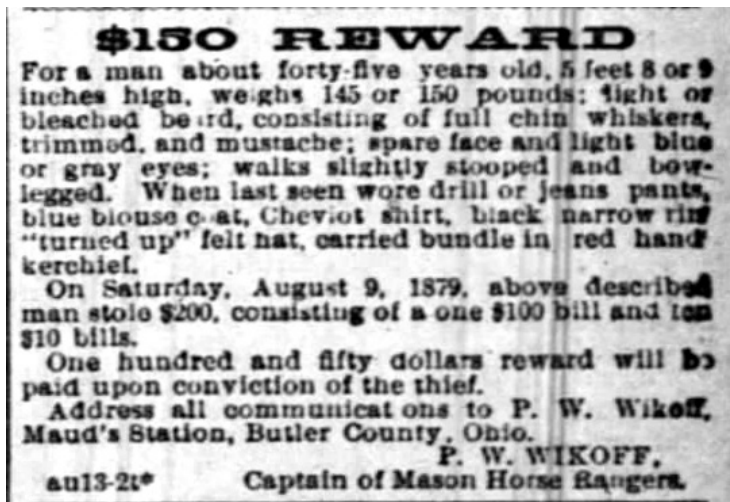 $150 REWARD
For a man about forty-five years old, 5 feet 8 or 9
inches high, weighs 145 or 150 pounds; light or
bleached beard, consisting of full chin whiskers,
trimmed, and mustache; spare face and light blue
or gray eyes; walks slightly stooped and bow-
legged. When last seen wore drill or jeans pants,
blue blouse coat, Cheviot shirt, black narrow rim
"turned up" felt hat, carried bundle in red hand
kerchief.
On Saturday, August 9, 1879, above described
man stole $200, consisting of a one $100 bill and ten
$10 bills.
One hundred and fifty dollars reward will be
paid upon conviction of the thief.
Address all communications to P. W. Wikoff,
Maud's Station, Butler County, Ohio.
P. W. WIKOFF,
au13-2t* Captain of Mason Horse Rangers.